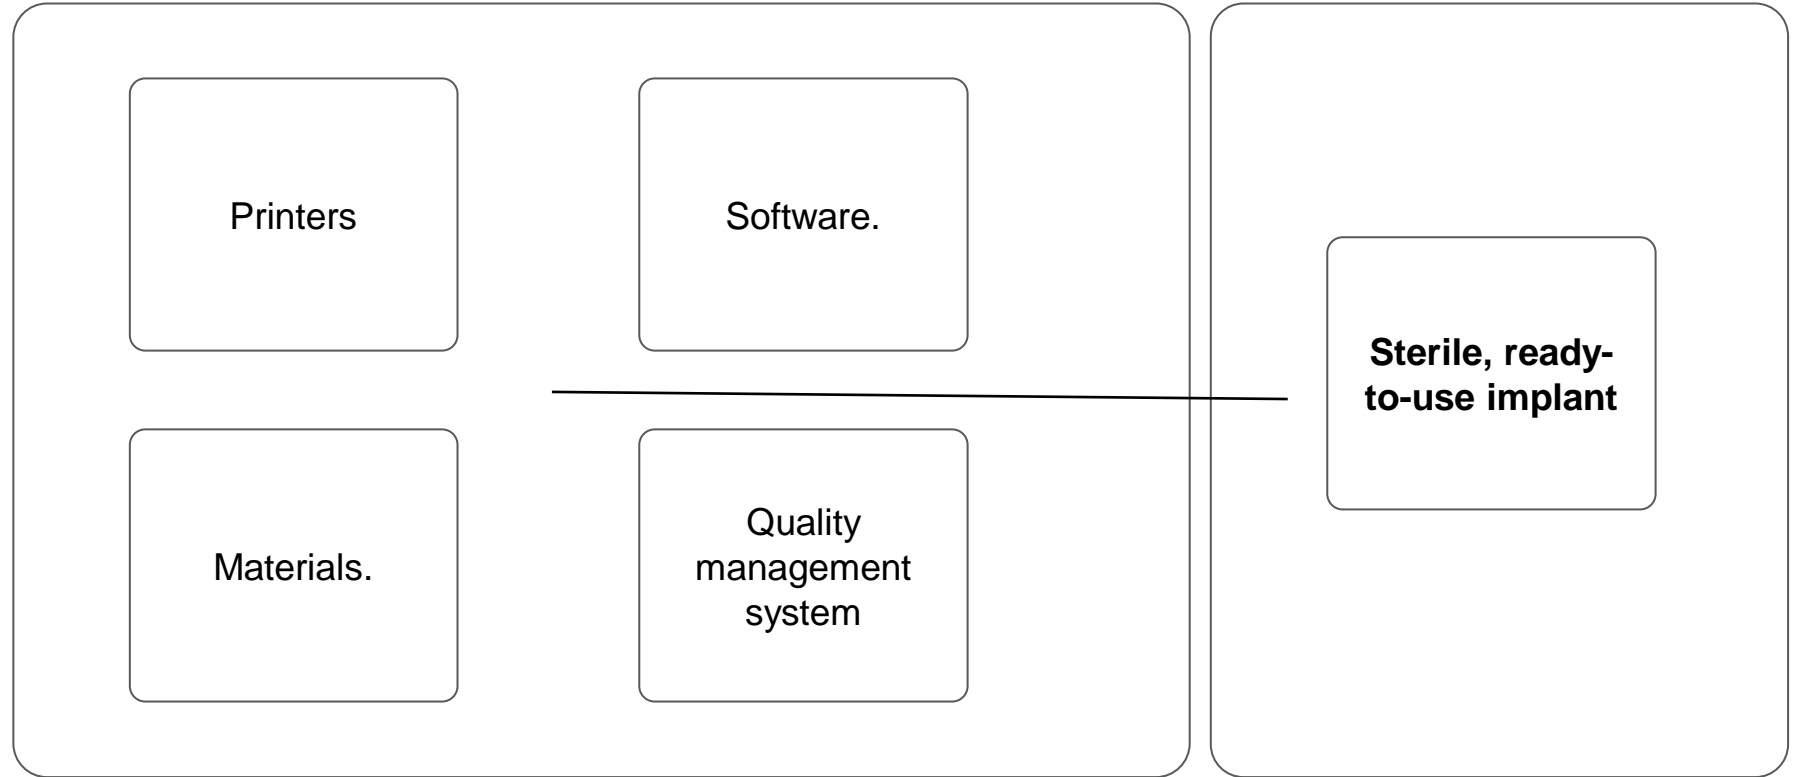 Printers
Software.
Materials.
Quality
management
system
Sterile, ready-
to-use implant